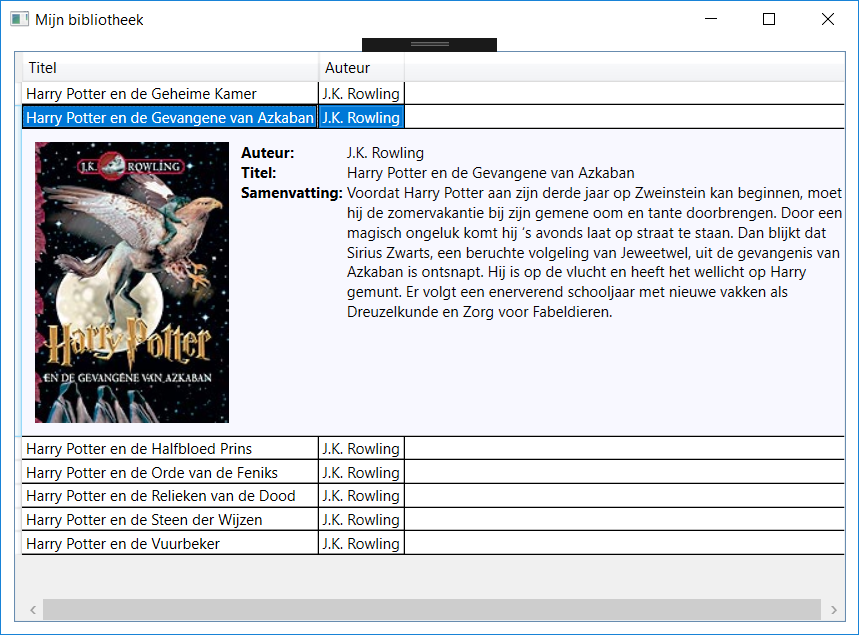 Mijn bibliotheek
Titel Auteur
Harry Potter en de Geheime Kamer J.K. Rowling
Harry Potter en de Gevangene van Azkaban J.K. Rowling
J.K. ROWLING
Harry Potter
EN DE GEVANGENE VAN AZKABAN
Auteur: J.K. Rowling
Titel: Harry Potter en de Gevangene van Azkaban
Samenvatting: Voordat Harry Potter aan zijn derde jaar op Zweinstein kan beginnen, moet
hij de zomervakantie bij zijn gemene oom en tante doorbrengen. Door een
magisch ongeluk komt hij ’s avonds laat op straat te staan. Dan blijkt dat
Sirius Zwarts, een beruchte volgeling van Jeweetwel, uit de gevangenis van
Azkaban is ontsnapt. Hij is op de vlucht en heeft het wellicht op Harry
gemunt. Er volgt een enerverend schooljaar met nieuwe vakken als
Dreuzelkunde en Zorg voor Fabeldieren.
Harry Potter en de Halfbloed Prins J.K. Rowling
Harry Potter en de Orde van de Feniks J.K. Rowling
Harry Potter en de Relieken van de Dood J.K. Rowling
Harry Potter en de Steen der Wijzen J.K. Rowling
Harry Potter en de Vuurbeker J.K. Rowling